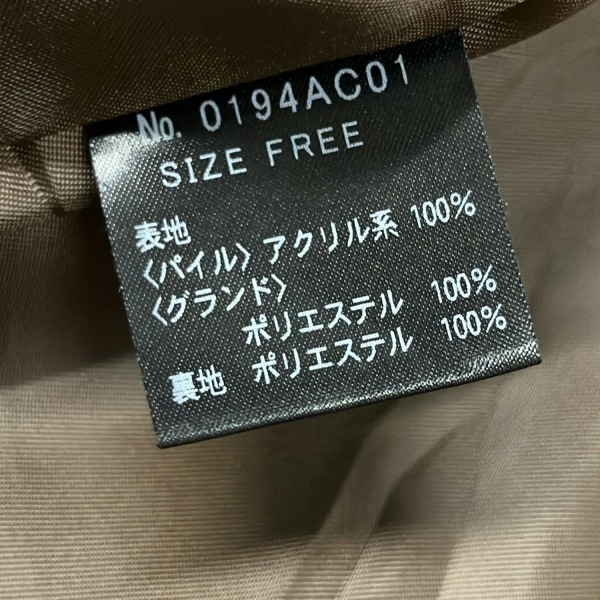 No. 0194AC01
SIZE FREE
表地
〈パイル〉アクリル系 100%
〈グランド〉
ポリエステル 100%
裏地 ポリエステル 100%